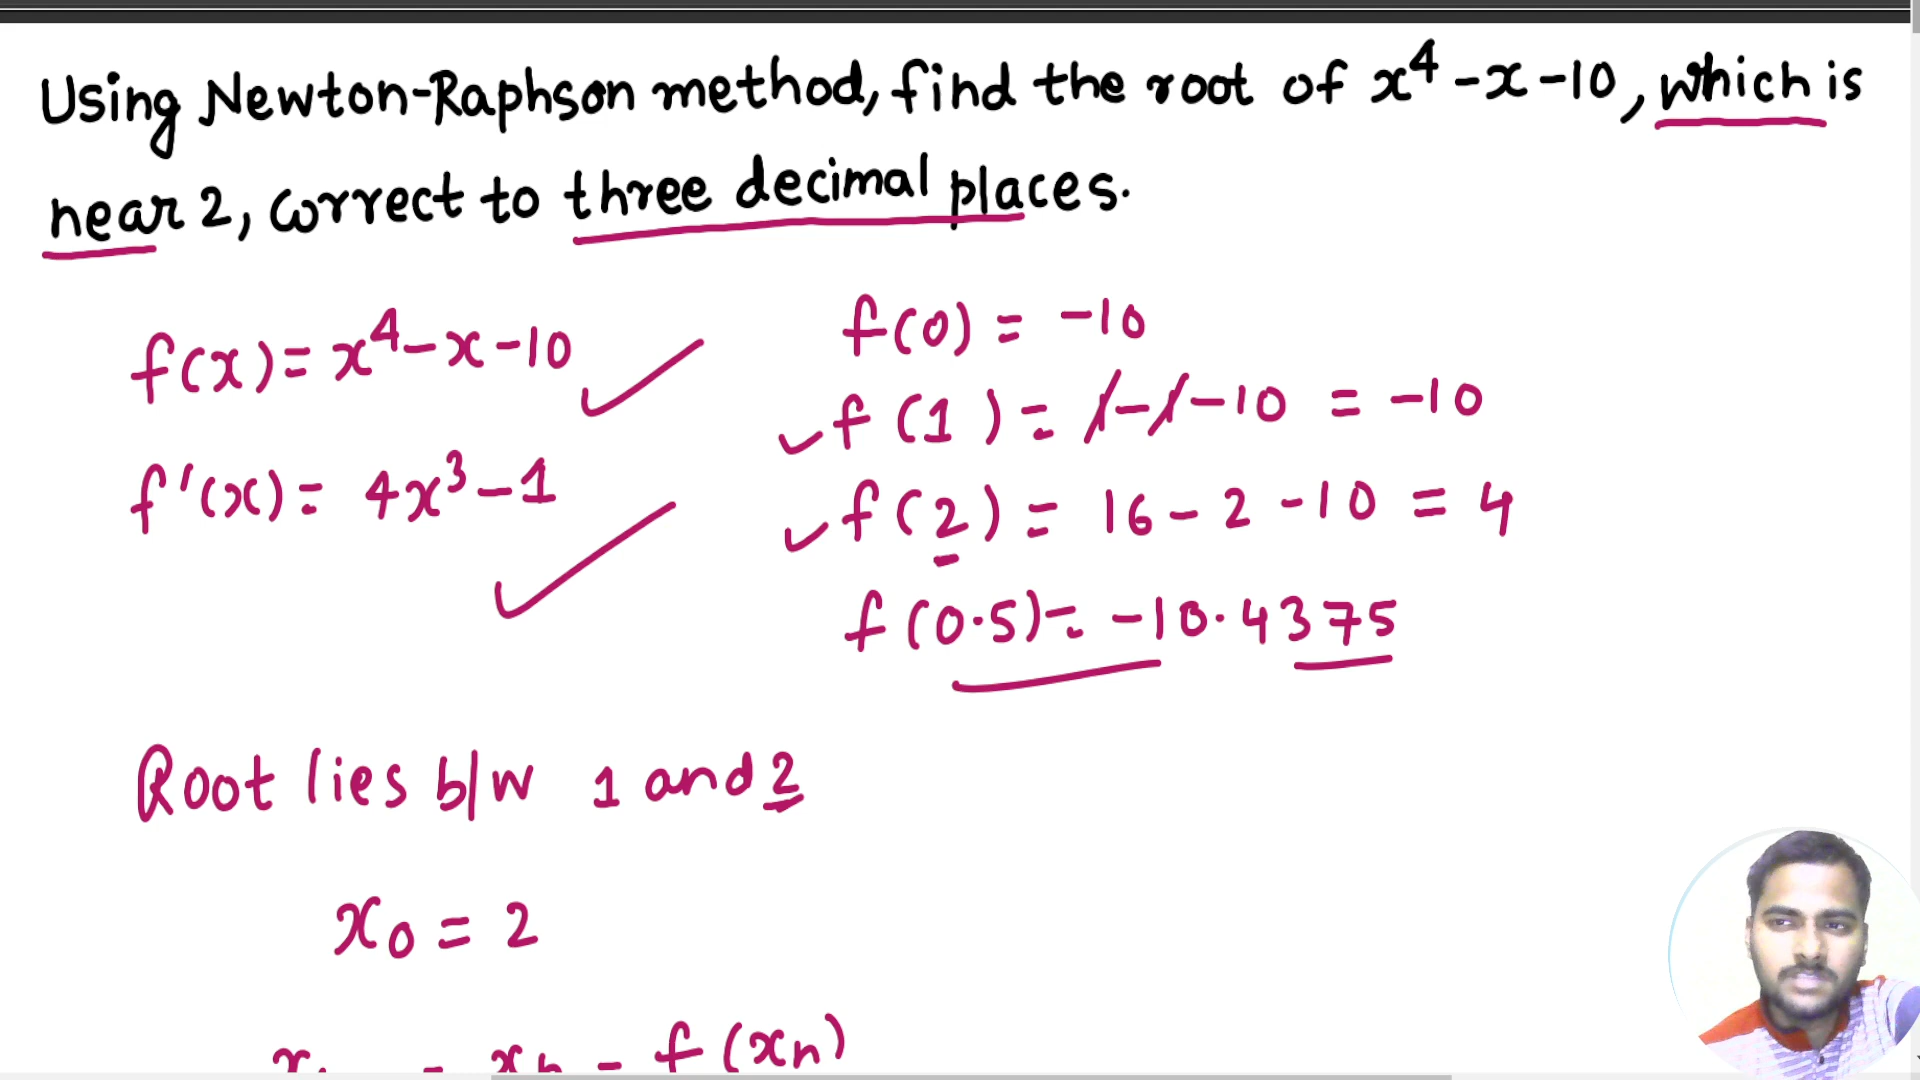 Using Newton-Raphson method, find the root of x⁴-x-10, which is
near 2, correct to three decimal places.
f(x)= x⁴-x-10
f'(x)= 4x³-1
f(0) = -10
f(1) = 1-1-10 = -10
f(2) = 16-2-10 = 4
f(0.5)= -10.4375
Root lies b/w 1 and 2
x₀ = 2
= xₙ - f(xₙ)